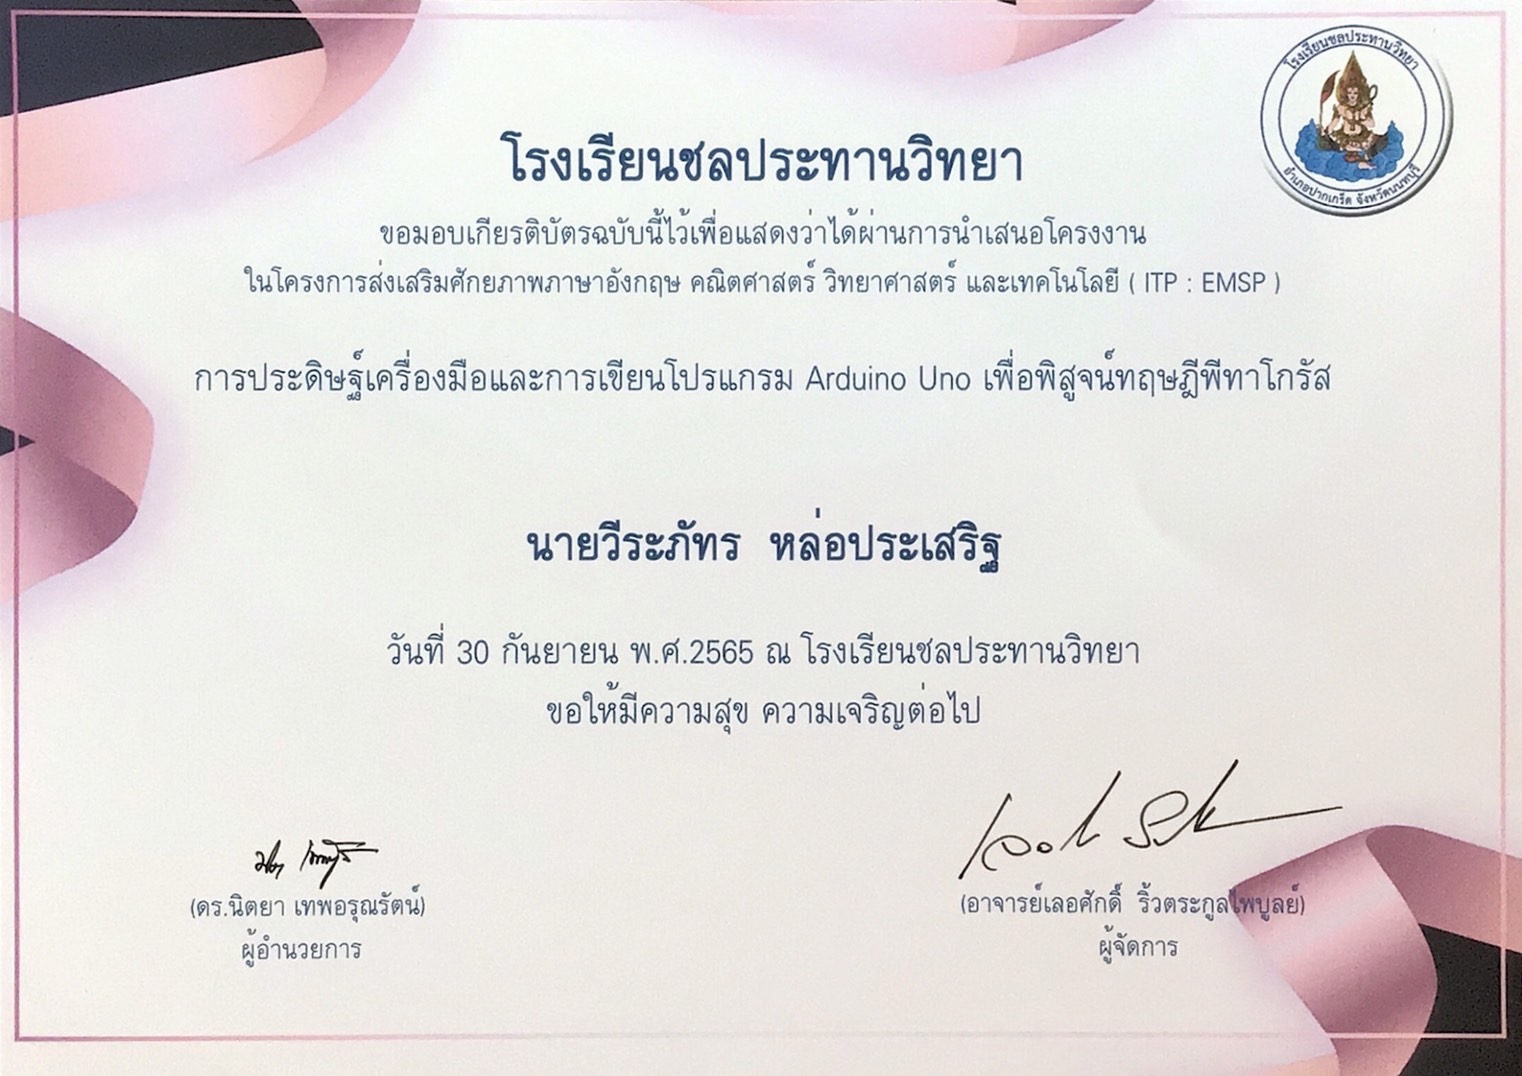 โรงเรียนชลประทานวิทยา
อำเภอปากเกร็ด จังหวัดนนทบุรี
โรงเรียนชลประทานวิทยา
ขอมอบเกียรติบัตรฉบับนี้ไว้เพื่อแสดงว่าได้ผ่านการนำเสนอโครงงาน
ในโครงการส่งเสริมศักยภาพภาษาอังกฤษ คณิตศาสตร์ วิทยาศาสตร์ และเทคโนโลยี ( ITP : EMSP )
การประดิษฐ์เครื่องมือและการเขียนโปรแกรม Arduino Uno เพื่อพิสูจน์ทฤษฎีพีทาโกรัส
นายวีระภัทร หล่อประเสริฐ
วันที่ 30 กันยายน พ.ศ.2565 ณ โรงเรียนชลประทานวิทยา
ขอให้มีความสุข ความเจริญต่อไป
(ดร.นิตยา เทพอรุณรัตน์)
ผู้อำนวยการ
(อาจารย์เลอศักดิ์ ริ้วตระกูลไพบูลย์)
ผู้จัดการ